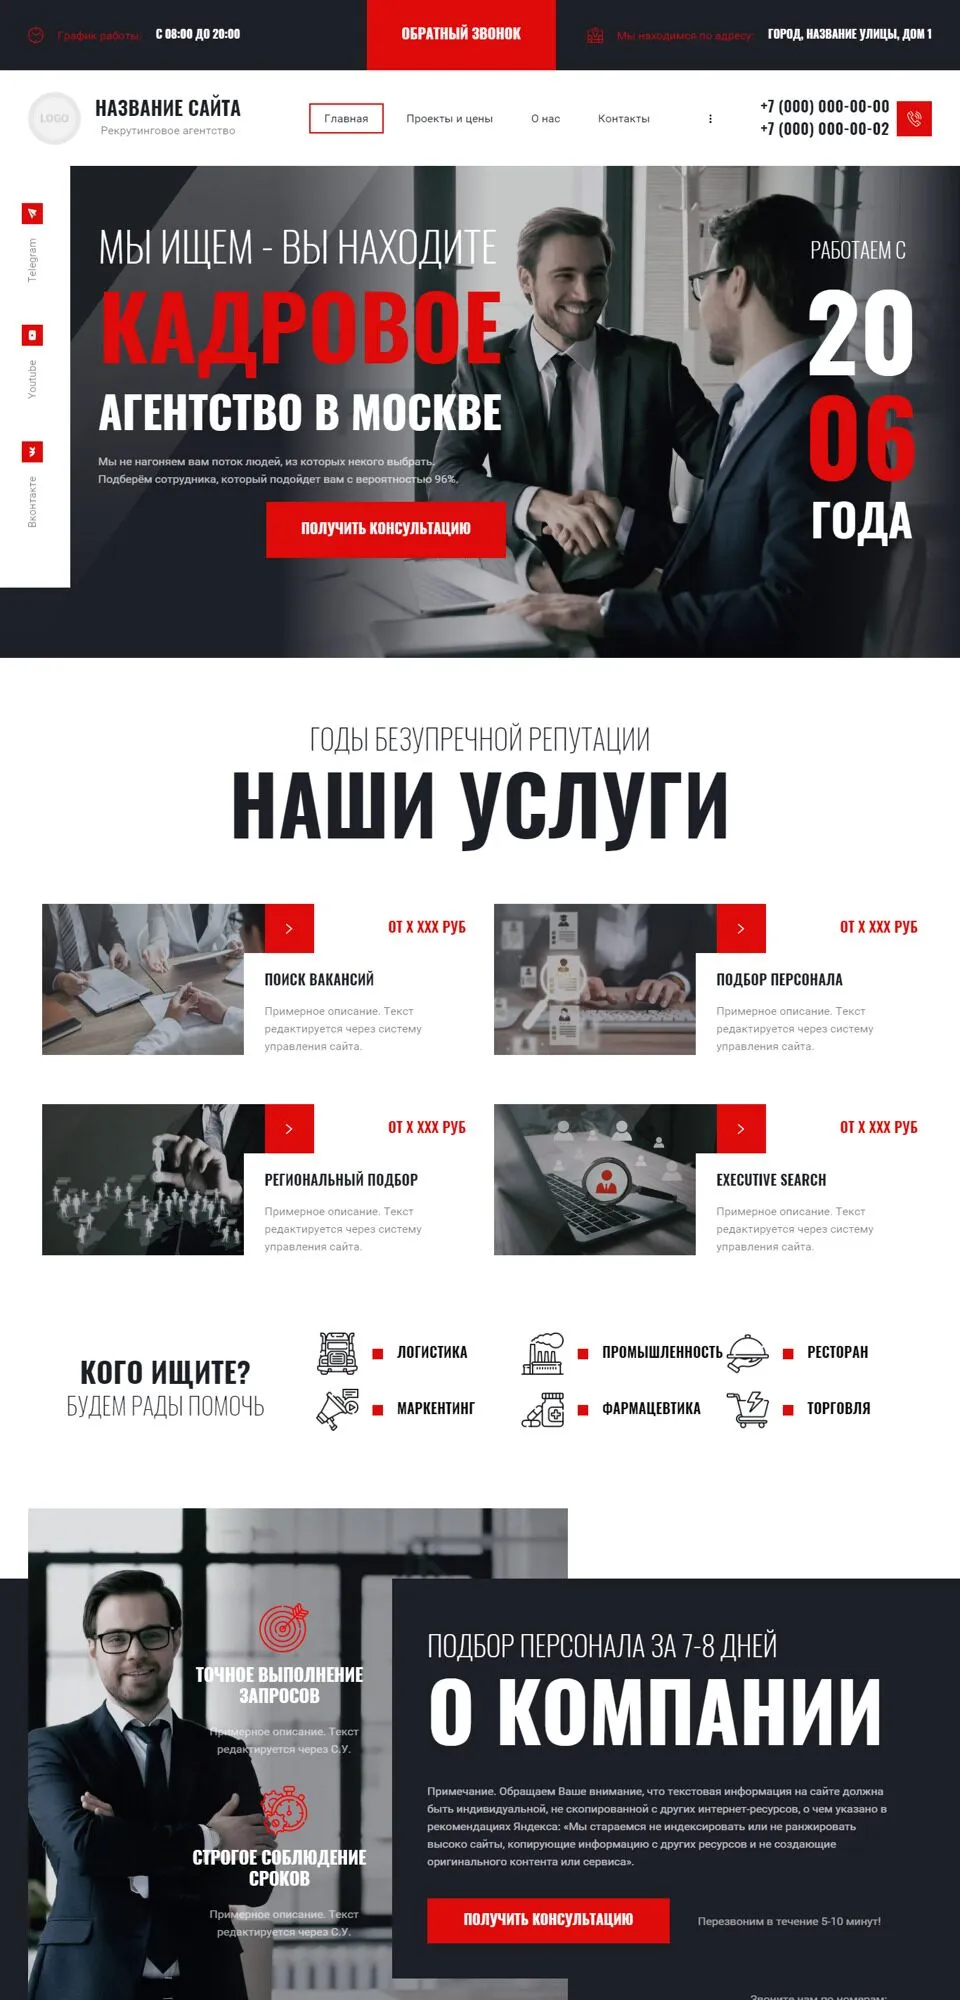 График работы:
С 08:00 ДО 20:00
ОБРАТНЫЙ ЗВОНОК
Мы находимся по адресу:
ГОРОД, НАЗВАНИЕ УЛИЦЫ, ДОМ 1
LOGO
НАЗВАНИЕ САЙТА
Рекрутинговое агентство
Главная
Проекты и цены
О нас
Контакты
+7 (000) 000-00-00
+7 (000) 000-00-02
Telegram
Youtube
Вконтакте
МЫ ИЩЕМ - ВЫ НАХОДИТЕ
КАДРОВОЕ
АГЕНТСТВО В МОСКВЕ
Мы не нагоняем вам поток людей, из которых некого выбрать.
Подберём сотрудника, который подойдет вам с вероятностью 96%.
ПОЛУЧИТЬ КОНСУЛЬТАЦИЮ
РАБОТАЕМ С
20
06
ГОДА
ГОДЫ БЕЗУПРЕЧНОЙ РЕПУТАЦИИ
НАШИ УСЛУГИ
ОТ X XXX РУБ
ПОИСК ВАКАНСИЙ
Примерное описание. Текст
редактируется через систему
управления сайта.
ОТ X XXX РУБ
ПОДБОР ПЕРСОНАЛА
Примерное описание. Текст
редактируется через систему
управления сайта.
ОТ X XXX РУБ
РЕГИОНАЛЬНЫЙ ПОДБОР
Примерное описание. Текст
редактируется через систему
управления сайта.
ОТ X XXX РУБ
EXECUTIVE SEARCH
Примерное описание. Текст
редактируется через систему
управления сайта.
КОГО ИЩИТЕ?
БУДЕМ РАДЫ ПОМОЧЬ
ЛОГИСТИКА
ПРОМЫШЛЕННОСТЬ
РЕСТОРАН
МАРКЕТИНГ
ФАРМАЦЕВТИКА
ТОРГОВЛЯ
ТОЧНОЕ ВЫПОЛНЕНИЕ
ЗАПРОСОВ
Примерное описание. Текст
редактируется через С.У.
СТРОГОЕ СОБЛЮДЕНИЕ
СРОКОВ
Примерное описание. Текст
редактируется через С.У.
ПОДБОР ПЕРСОНАЛА ЗА 7-8 ДНЕЙ
О КОМПАНИИ
Примечание. Обращаем Ваше внимание, что текстовая информация на сайте должна
быть индивидуальной, не скопированной с других интернет-ресурсов, о чем указано в
рекомендациях Яндекса: «Мы стараемся не индексировать или не ранжировать
высоко сайты, копирующие информацию с других ресурсов и не создающие
оригинального контента или сервиса».
ПОЛУЧИТЬ КОНСУЛЬТАЦИЮ
Перезвоним в течение 5-10 минут!
Звоните нам по номерам: